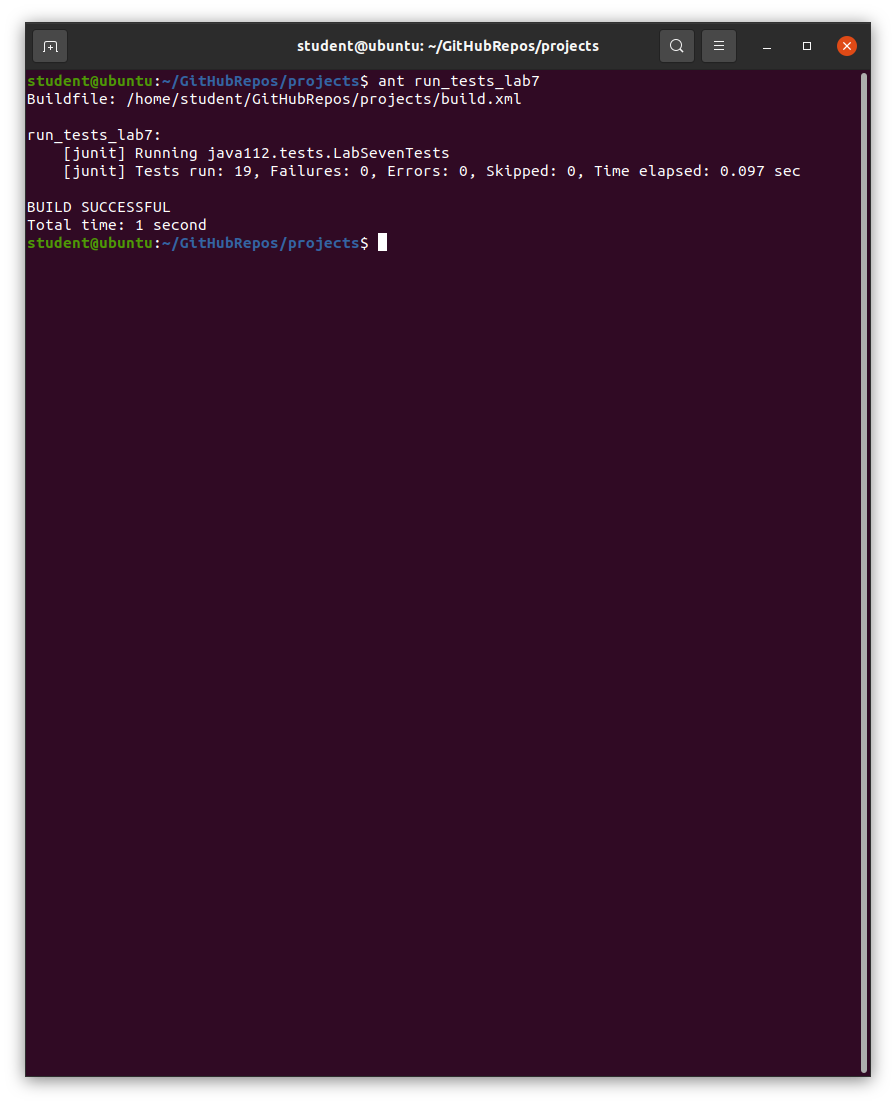 student@ubuntu: ~/GitHubRepos/projects
student@ubuntu:~/GitHubRepos/projects$ ant run_tests_lab7
Buildfile: /home/student/GitHubRepos/projects/build.xml
run_tests_lab7:
[junit] Running java112.tests.LabSevenTests
[junit] Tests run: 19, Failures: 0, Errors: 0, Skipped: 0, Time elapsed: 0.097 sec
BUILD SUCCESSFUL
Total time: 1 second
student@ubuntu:~/GitHubRepos/projects$